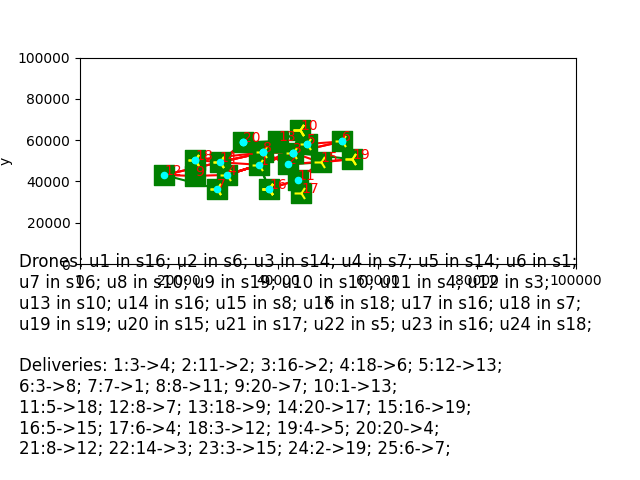 100000
80000
60000
40000
20000
0
y
0 20000 40000 60000 80000 100000
x
Drones: u1 in s16; u2 in s6; u3 in s14; u4 in s7; u5 in s14; u6 in s1;
u7 in s16; u8 in s10; u9 in s19; u10 in s10; u11 in s4; u12 in s3;
u13 in s10; u14 in s16; u15 in s8; u16 in s18; u17 in s16; u18 in s7;
u19 in s19; u20 in s15; u21 in s17; u22 in s5; u23 in s16; u24 in s18;
Deliveries: 1:3->4; 2:11->2; 3:16->2; 4:18->6; 5:12->13;
6:3->8; 7:7->1; 8:8->11; 9:20->7; 10:1->13;
11:5->18; 12:8->7; 13:18->9; 14:20->17; 15:16->19;
16:5->15; 17:6->4; 18:3->12; 19:4->5; 20:20->4;
21:8->12; 22:14->3; 23:3->15; 24:2->19; 25:6->7;